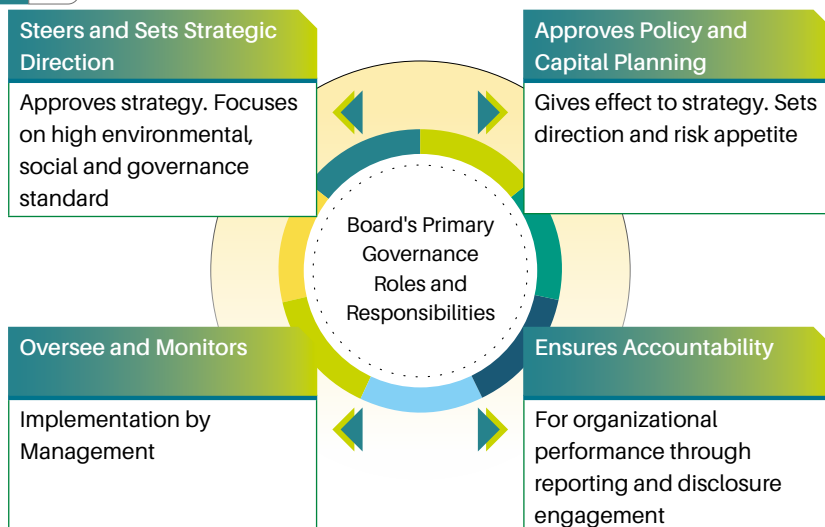 Steers and Sets Strategic
Direction
Approves strategy. Focuses
on high environmental,
social and governance
standard
Approves Policy and
Capital Planning
Gives effect to strategy. Sets
direction and risk appetite
Board's Primary
Governance
Roles and
Responsibilities
Oversee and Monitors
Implementation by
Management
Ensures Accountability
For organizational
performance through
reporting and disclosure
engagement